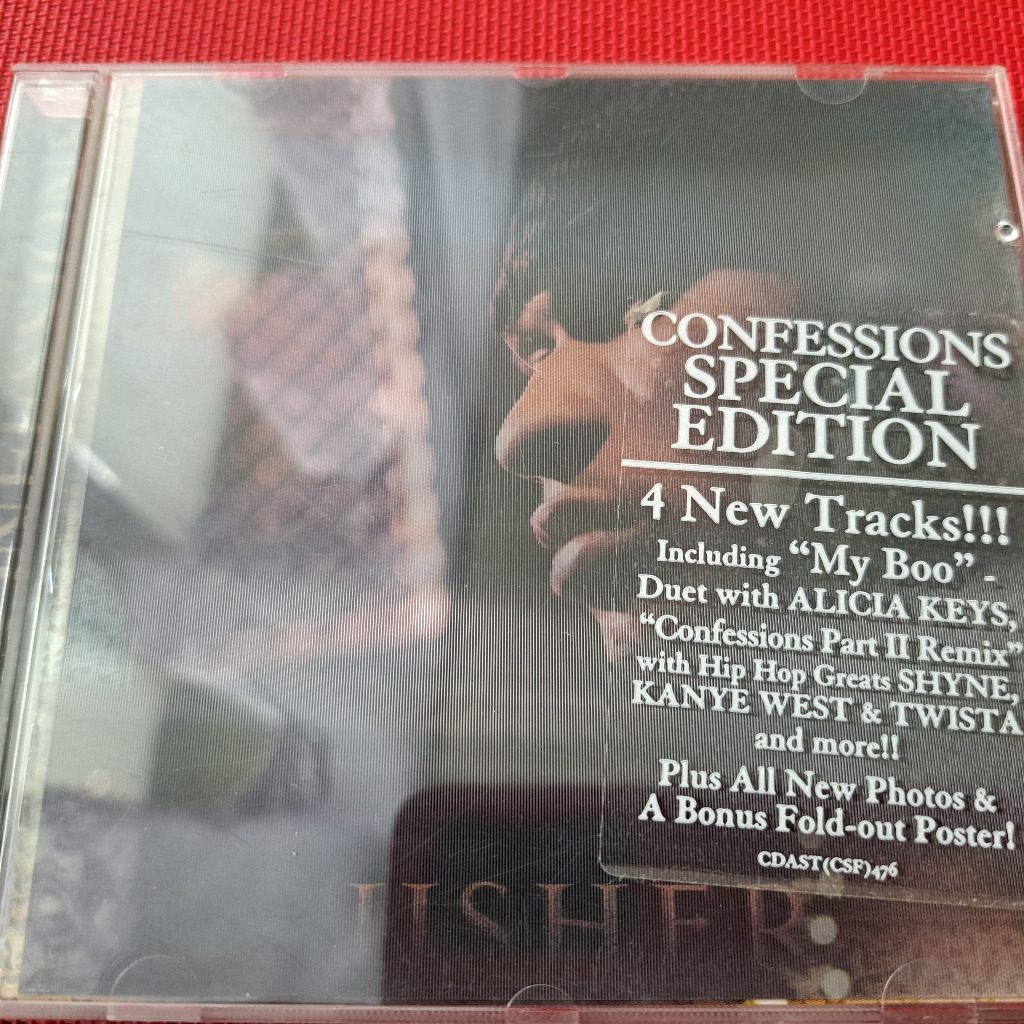 CONFESSIONS
SPECIAL
EDITION
4 New Tracks!!!
Including “My Boo” -
Duet with ALICIA KEYS,
“Confessions Part II Remix”
with Hip Hop Greats SHYNE,
KANYE WEST & TWISTA
and more!!
Plus All New Photos &
A Bonus Fold-out Poster!
CDAST(CSF)476
USHER